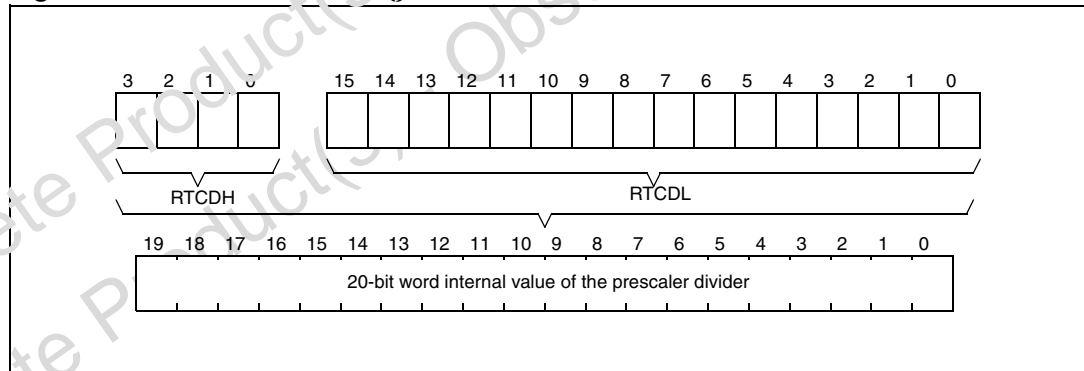 3 2 1 0 15 14 13 12 11 10 9 8 7 6 5 4 3 2 1 0
RTCDH RTCDL
19 18 17 16 15 14 13 12 11 10 9 8 7 6 5 4 3 2 1 0
20-bit word internal value of the prescaler divider
Product(s)
Product(s)